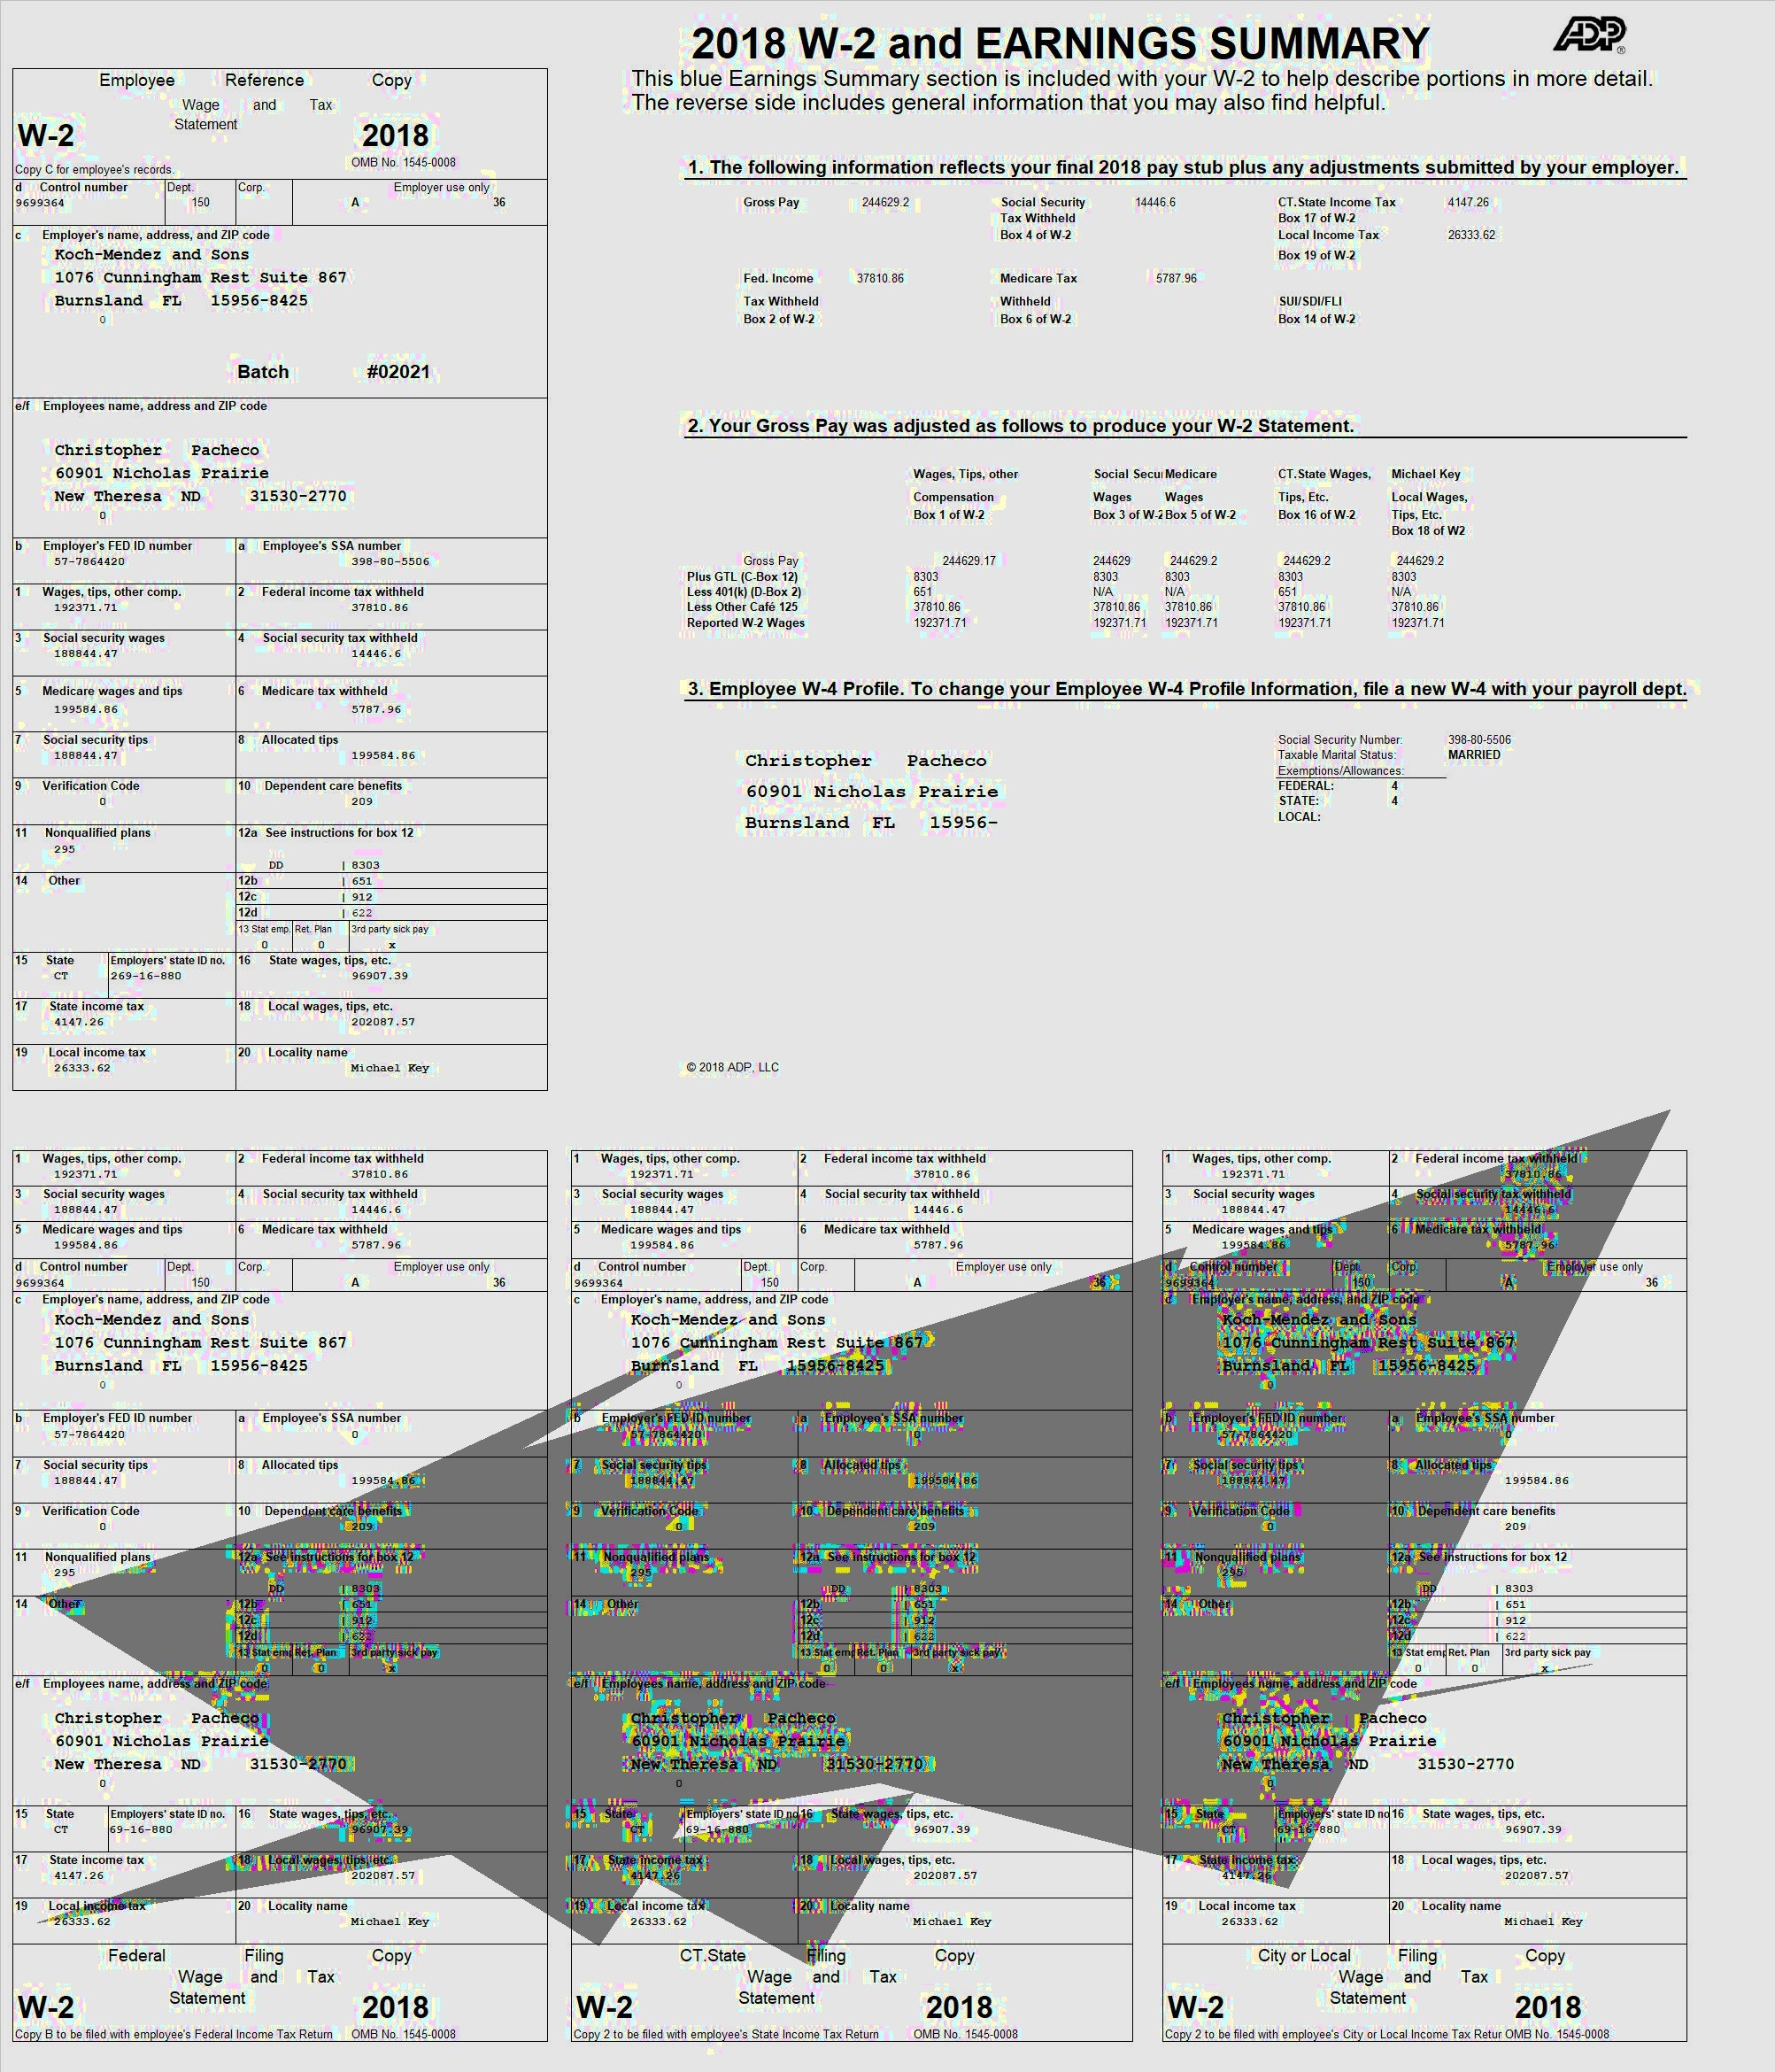 2018 W-2 and EARNINGS SUMMARY
ADP®
This blue Earnings Summary section is included with your W-2 to help describe portions in more detail.
The reverse side includes general information that you may also find helpful.
Employee Reference Copy
Wage and Tax
Statement
W-2 2018
OMB No. 1545-0008
Copy C for employee's records.
d Control number Dept. Corp. Employer use only
9699364 150 A 36
c Employer's name, address, and ZIP code
Koch-Mendez and Sons
1076 Cunningham Rest Suite 867
Burnsland FL 15956-8425
0
Batch #02021
e/f Employees name, address and ZIP code
Christopher Pacheco
60901 Nicholas Prairie
New Theresa ND 31530-2770
0
b Employer's FED ID number a Employee's SSA number
57-7864420 398-80-5506
1 Wages, tips, other comp. 2 Federal income tax withheld
192371.71 37810.86
3 Social security wages 4 Social security tax withheld
188844.47 14446.6
5 Medicare wages and tips 6 Medicare tax withheld
199584.86 5787.96
7 Social security tips 8 Allocated tips
188844.47 199584.86
9 Verification Code 10 Dependent care benefits
0 209
11 Nonqualified plans 12a See instructions for box 12
295
DD | 8303
14 Other 12b | 651
12c | 912
12d | 622
13 Stat emp. Ret. Plan 3rd party sick pay
0 0 x
15 State Employers' state ID no. 16 State wages, tips, etc.
CT 269-16-880 96907.39
17 State income tax 18 Local wages, tips, etc.
4147.26 202087.57
19 Local income tax 20 Locality name
26333.62 Michael Key
1. The following information reflects your final 2018 pay stub plus any adjustments submitted by your employer.
Gross Pay 244629.2 Social Security 14446.6 CT.State Income Tax 4147.26
Tax Withheld Box 17 of W-2
Box 4 of W-2 Local Income Tax 26333.62
Box 19 of W-2
Fed. Income 37810.86 Medicare Tax 5787.96
Tax Withheld Withheld SUI/SDI/FLI
Box 2 of W-2 Box 6 of W-2 Box 14 of W-2
2. Your Gross Pay was adjusted as follows to produce your W-2 Statement.
Wages, Tips, other Social Secu Medicare CT.State Wages, Michael Key
Compensation Wages Wages Tips, Etc. Local Wages,
Box 1 of W-2 Box 3 of W-2 Box 5 of W-2 Box 16 of W-2 Tips, Etc.
Box 18 of W2
Gross Pay 244629.17 244629 244629.2 244629.2 244629.2
Plus GTL (C-Box 12) 8303 8303 8303 8303 8303
Less 401(k) (D-Box 2) 651 N/A N/A 651 N/A
Less Other Café 125 37810.86 37810.86 37810.86 37810.86 37810.86
Reported W-2 Wages 192371.71 192371.71 192371.71 192371.71 192371.71
3. Employee W-4 Profile. To change your Employee W-4 Profile Information, file a new W-4 with your payroll dept.
Christopher Pacheco
60901 Nicholas Prairie
Burnsland FL 15956-
Social Security Number: 398-80-5506
Taxable Marital Status: MARRIED
Exemptions/Allowances:
FEDERAL: 4
STATE: 4
LOCAL:
© 2018 ADP, LLC
1 Wages, tips, other comp. 2 Federal income tax withheld
192371.71 37810.86
3 Social security wages 4 Social security tax withheld
188844.47 14446.6
5 Medicare wages and tips 6 Medicare tax withheld
199584.86 5787.96
d Control number Dept. Corp. Employer use only
9699364 150 A 36
c Employer's name, address, and ZIP code
Koch-Mendez and Sons
1076 Cunningham Rest Suite 867
Burnsland FL 15956-8425
0
b Employer's FED ID number a Employee's SSA number
57-7864420 0
7 Social security tips 8 Allocated tips
188844.47 199584.86
9 Verification Code 10 Dependent care benefits
0 209
11 Nonqualified plans 12a See instructions for box 12
295
DD | 8303
14 Other 12b | 651
12c | 912
12d | 622
13 Stat emp Ret. Plan 3rd party sick pay
0 0 x
e/f Employees name, address and ZIP code
Christopher Pacheco
60901 Nicholas Prairie
New Theresa ND 31530-2770
0
15 State Employers' state ID no. 16 State wages, tips, etc.
CT 69-16-880 96907.39
17 State income tax 18 Local wages, tips, etc.
4147.26 202087.57
19 Local income tax 20 Locality name
26333.62 Michael Key
Federal Filing Copy
Wage and Tax
Statement
W-2 2018
Copy B to be filed with employee's Federal Income Tax Return OMB No. 1545-0008
1 Wages, tips, other comp. 2 Federal income tax withheld
192371.71 37810.86
3 Social security wages 4 Social security tax withheld
188844.47 14446.6
5 Medicare wages and tips 6 Medicare tax withheld
199584.86 5787.96
d Control number Dept. Corp. Employer use only
9699364 150 A 36
c Employer's name, address, and ZIP code
Koch-Mendez and Sons
1076 Cunningham Rest Suite 867
Burnsland FL 15956-8425
0
b Employer's FED ID number a Employee's SSA number
57-7864420 0
7 Social security tips 8 Allocated tips
188844.47 199584.86
9 Verification Code 10 Dependent care benefits
0 209
11 Nonqualified plans 12a See instructions for box 12
295
DD | 8303
14 Other 12b | 651
12c | 912
12d | 622
13 Stat emp Ret. Plan 3rd party sick pay
0 0 x
e/f Employees name, address and ZIP code
Christopher Pacheco
60901 Nicholas Prairie
New Theresa ND 31530-2770
0
15 State Employers' state ID no 16 State wages, tips, etc.
CT 69-16-880 96907.39
17 State income tax 18 Local wages, tips, etc.
4147.26 202087.57
19 Local income tax 20 Locality name
26333.62 Michael Key
CT.State Filing Copy
Wage and Tax
Statement
W-2 2018
Copy 2 to be filed with employee's State Income Tax Return OMB No. 1545-0008
1 Wages, tips, other comp. 2 Federal income tax withheld
192371.71 37810.86
3 Social security wages 4 Social security tax withheld
188844.47 14446.6
5 Medicare wages and tips 6 Medicare tax withheld
199584.86 5787.96
d Control number Dept. Corp. Employer use only
9699364 150 A 36
c Employer's name, address, and ZIP code
Koch-Mendez and Sons
1076 Cunningham Rest Suite 867
Burnsland FL 15956-8425
0
b Employer's FED ID number a Employee's SSA number
57-7864420 0
7 Social security tips 8 Allocated tips
188844.47 199584.86
9 Verification Code 10 Dependent care benefits
0 209
11 Nonqualified plans 12a See instructions for box 12
295
DD | 8303
14 Other 12b | 651
12c | 912
12d | 622
13 Stat emp Ret. Plan 3rd party sick pay
0 0 x
e/f Employees name, address and ZIP code
Christopher Pacheco
60901 Nicholas Prairie
New Theresa ND 31530-2770
0
15 State Employers' state ID no 16 State wages, tips, etc.
CT 69-16-880 96907.39
17 State income tax 18 Local wages, tips, etc.
4147.26 202087.57
19 Local income tax 20 Locality name
26333.62 Michael Key
City or Local Filing Copy
Wage and Tax
Statement
W-2 2018
Copy 2 to be filed with employee's City or Local Income Tax Retur OMB No. 1545-0008